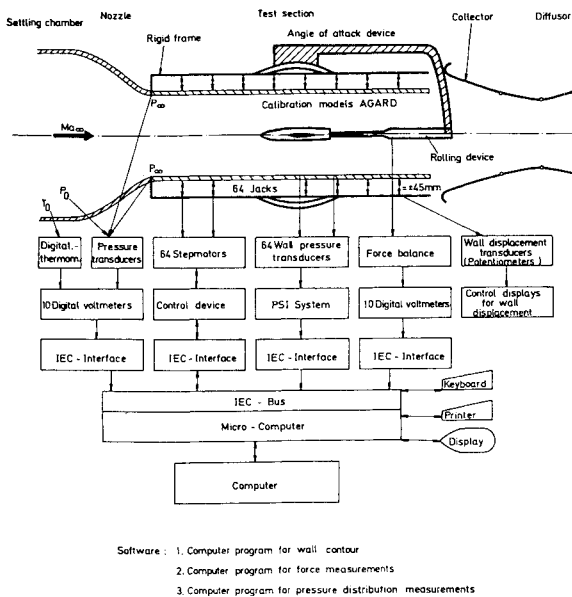 Settling chamber Nozzle Test section Collector Diffusor
Angle of attack device
Rigid frame
P∞
Calibration models AGARD
Ma∞
Rolling device
P∞
64 Jacks
=±45mm
T₀
P₀
Digital.-
thermom.
Pressure
transducers
64 Stepmotors
64 Wall pressure
transducers
Force balance
Wall displacement
transducers
(Potentiometers)
10 Digital voltmeters
Control device
PSI System
10 Digital voltmeters
Control displays
for wall
displacement
IEC - Interface
IEC - Interface
IEC - Interface
IEC - Interface
IEC - Bus
Keyboard
Micro - Computer
Printer
Display
Computer
Software : 1. Computer program for wall contour
2. Computer program for force measurements
3. Computer program for pressure distribution measurements